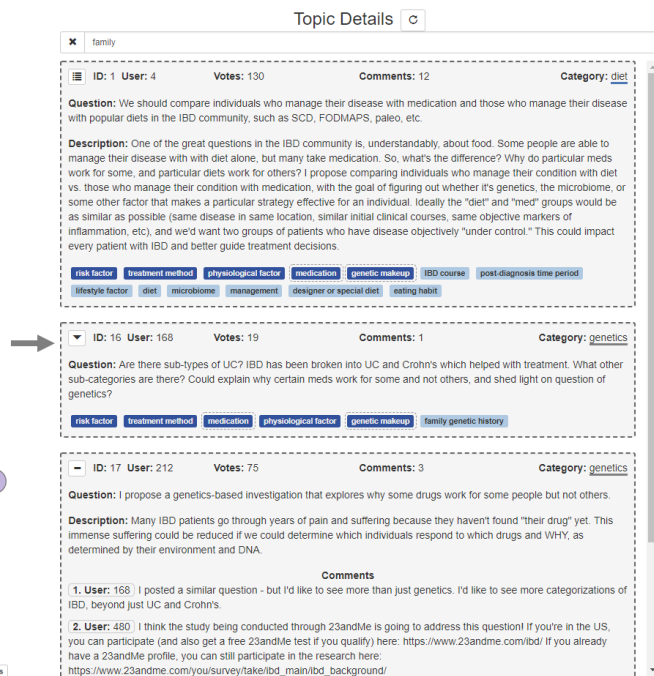 Topic Details
family
ID: 1 User: 4 Votes: 130 Comments: 12 Category: diet
Question: We should compare individuals who manage their disease with medication and those who manage their disease
with popular diets in the IBD community, such as SCD, FODMAPS, paleo, etc.
Description: One of the great questions in the IBD community is, understandably, about food. Some people are able to
manage their disease with with diet alone, but many take medication. So, what's the difference? Why do particular meds
work for some, and particular diets work for others? I propose comparing individuals who manage their condition with diet
vs. those who manage their condition with medication, with the goal of figuring out whether it's genetics, the microbiome, or
some other factor that makes a particular strategy effective for an individual. Ideally the "diet" and "med" groups would be
as similar as possible (same disease in same location, similar initial clinical courses, same objective markers of
inflammation, etc), and we'd want two groups of patients who have disease objectively "under control." This could impact
every patient with IBD and better guide treatment decisions.
risk factor treatment method physiological factor medication genetic makeup IBD course post-diagnosis time period
lifestyle factor diet microbiome management designer or special diet eating habit
ID: 16 User: 168 Votes: 19 Comments: 1 Category: genetics
Question: Are there sub-types of UC? IBD has been broken into UC and Crohn's which helped with treatment. What other
sub-categories are there? Could explain why certain meds work for some and not others, and shed light on question of
genetics?
risk factor treatment method medication physiological factor genetic makeup family genetic history
ID: 17 User: 212 Votes: 75 Comments: 3 Category: genetics
Question: I propose a genetics-based investigation that explores why some drugs work for some people but not others.
Description: Many IBD patients go through years of pain and suffering because they haven't found "their drug" yet. This
immense suffering could be reduced if we could determine which individuals respond to which drugs and WHY, as
determined by their environment and DNA.
Comments
1. User: 168 I posted a similar question - but I'd like to see more than just genetics. I'd like to see more categorizations of
IBD, beyond just UC and Crohn's.
2. User: 480 I think the study being conducted through 23andMe is going to address this question! If you're in the US,
you can participate (and also get a free 23andMe test if you qualify) here: https://www.23andme.com/ibd/ If you already
have a 23andMe profile, you can still participate in the research here:
https://www.23andme.com/you/survey/take/ibd_main/ibd_background/